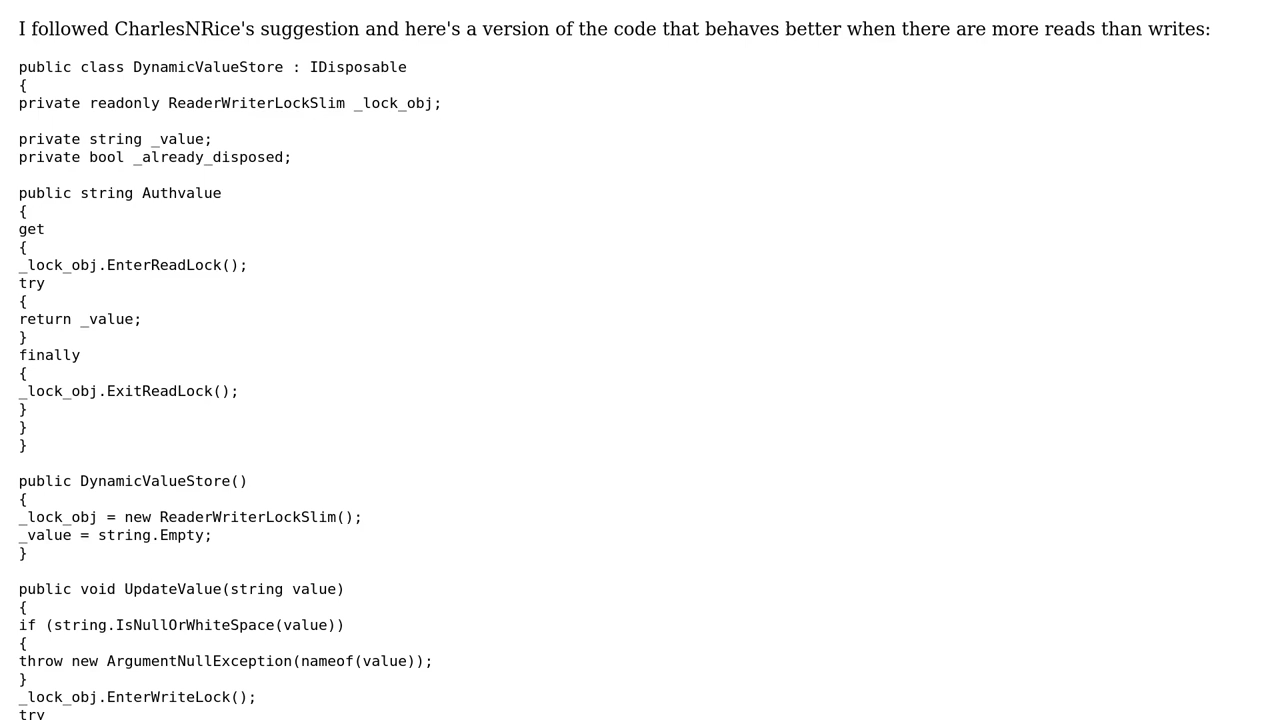 I followed CharlesNRice's suggestion and here's a version of the code that behaves better when there are more reads than writes:
public class DynamicValueStore : IDisposable
{
private readonly ReaderWriterLockSlim _lock_obj;
private string _value;
private bool _already_disposed;
public string Authvalue
{
get
{
_lock_obj.EnterReadLock();
try
{
return _value;
}
finally
{
_lock_obj.ExitReadLock();
}
}
}
public DynamicValueStore()
{
_lock_obj = new ReaderWriterLockSlim();
_value = string.Empty;
}
public void UpdateValue(string value)
{
if (string.IsNullOrWhiteSpace(value))
{
throw new ArgumentNullException(nameof(value));
}
_lock_obj.EnterWriteLock();
try